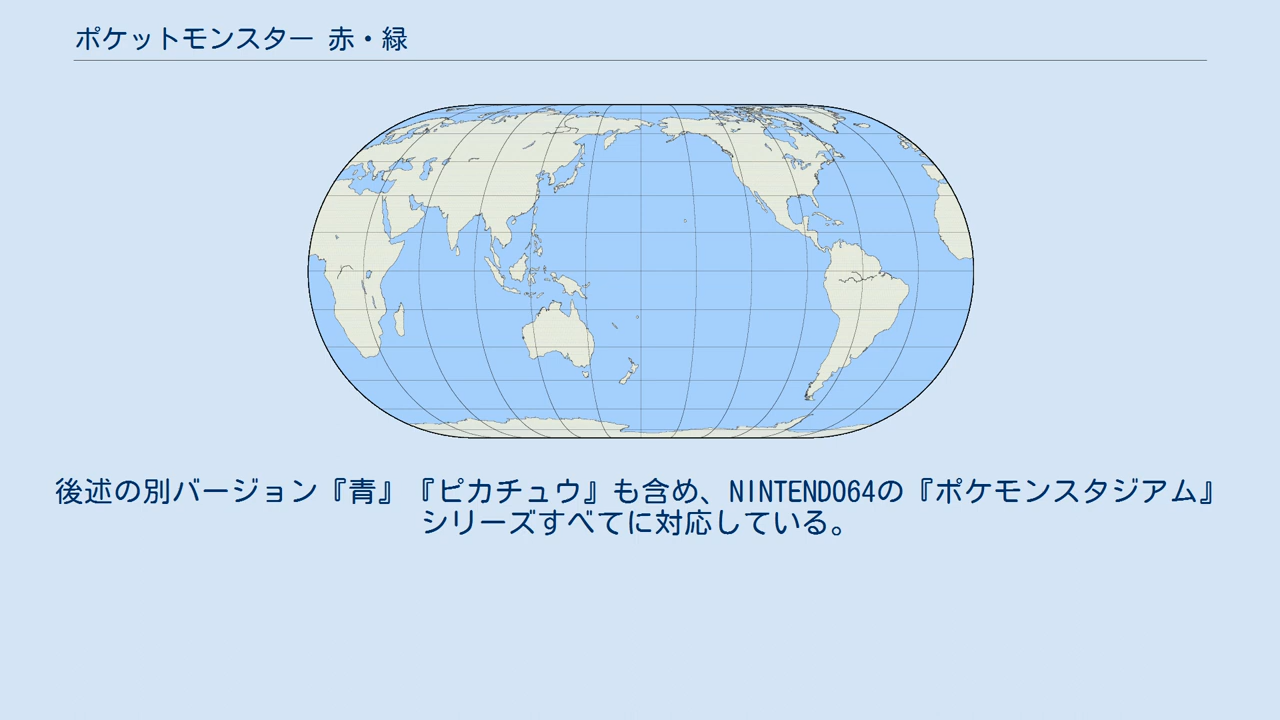 ポケットモンスター 赤・緑
後述の別バージョン『青』『ピカチュウ』も含め、NINTENDO64の『ポケモンスタジアム』
シリーズすべてに対応している。